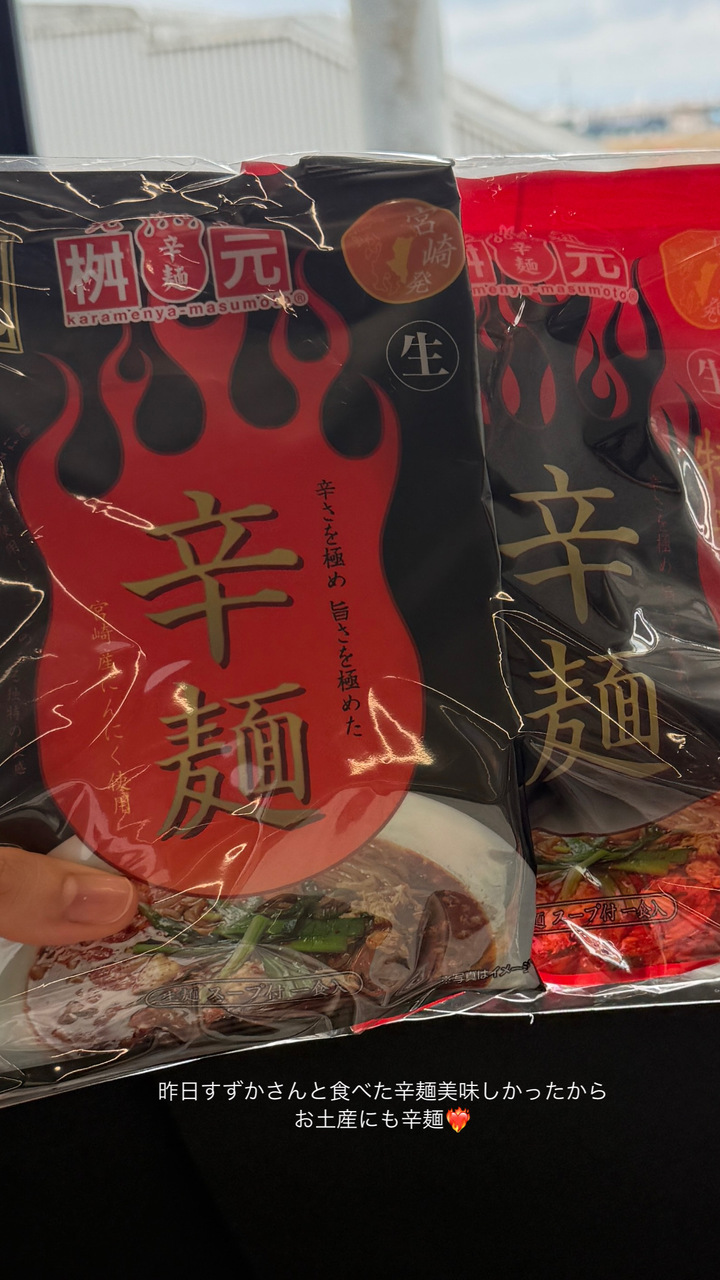 桝 辛麺 元
karamenya-masumoto®
宮崎発
生
辛さを極め 旨さを極めた
辛麺
宮崎産にんにく使用
辛麺 スープ付一食入
※写真はイメージ
元
辛麺
menya-masumoto®
生
辛麺
麺 スープ付一食入
昨日すずかさんと食べた辛麺美味しかったから
お土産にも辛麺❤️‍🔥